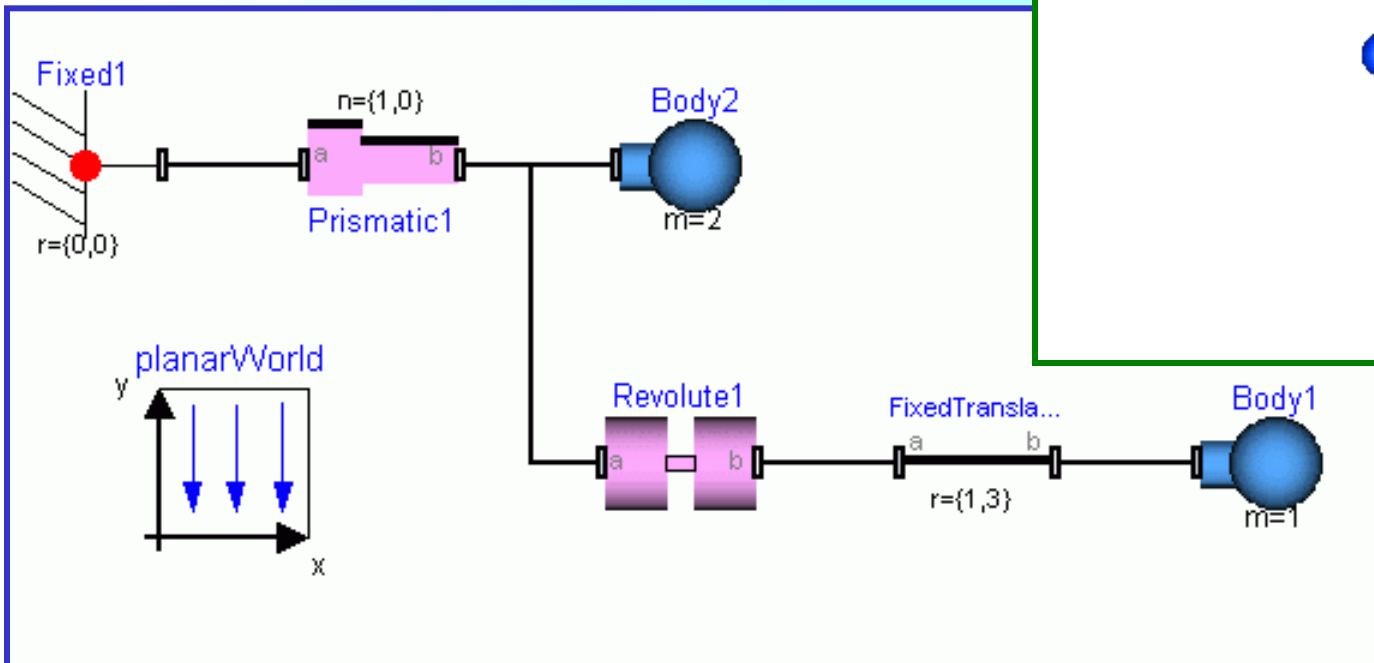 Fixed1
n={1,0}
Body2
a
b
Prismatic1
m=2
r={0,0}
planarWorld
y
x
Revolute1
a
b
FixedTransla...
a
b
r={1,3}
Body1
m=1